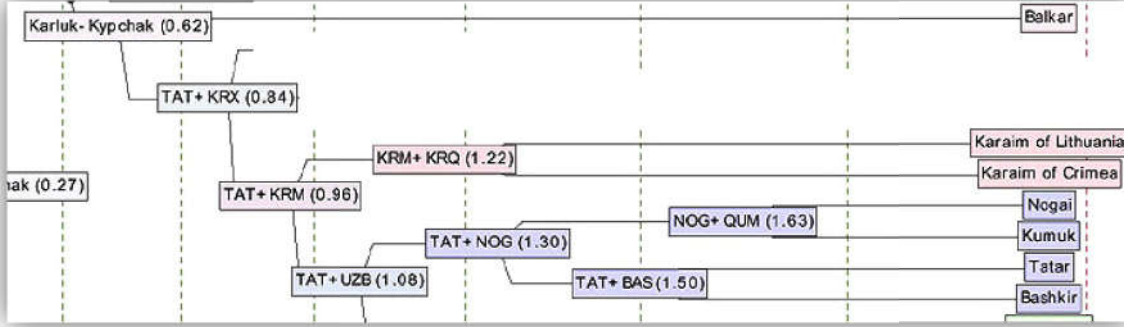 Karluk- Kypchak (0.62)
Balkar
TAT+ KRX (0.84)
KRM+ KRQ (1.22)
Karaim of Lithuania
Karaim of Crimea
ak (0.27)
TAT+ KRM (0.96)
Nogai
NOG+ QUM (1.63)
Kumuk
TAT+ NOG (1.30)
Tatar
TAT+ UZB (1.08)
TAT+ BAS (1.50)
Bashkir